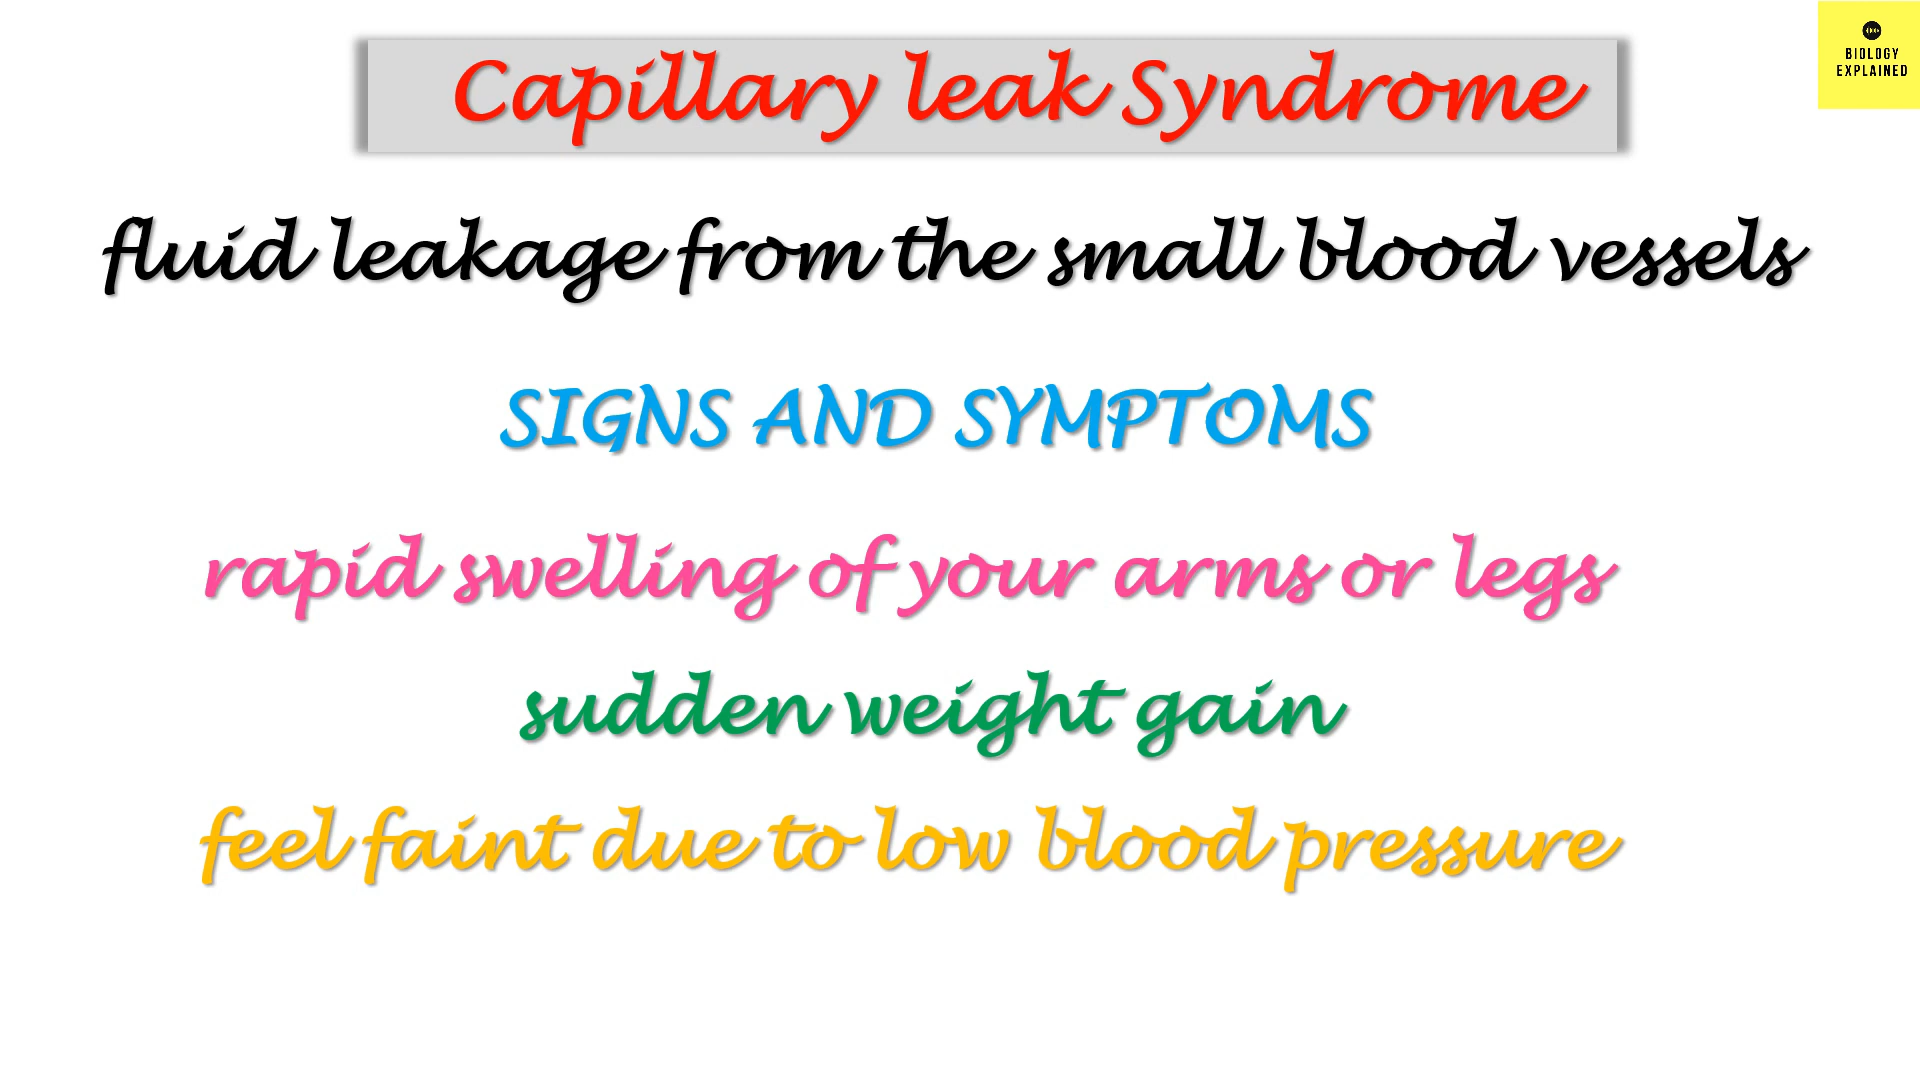 Capillary leak Syndrome
BIOLOGY
EXPLAINED
fluid leakage from the small blood vessels
SIGNS AND SYMPTOMS
rapid swelling of your arms or legs
sudden weight gain
feel faint due to low blood pressure